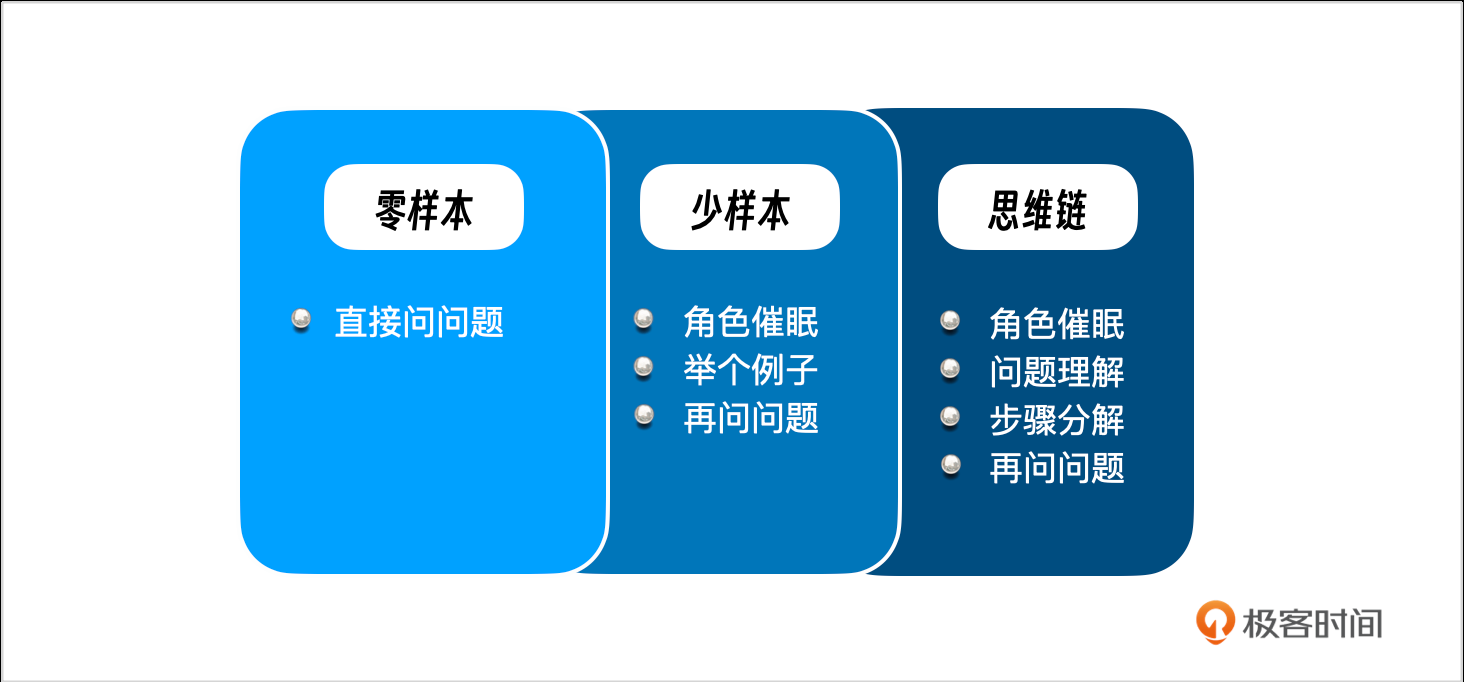 零样本
直接问问题
少样本
角色催眠
举个例子
再问问题
思维链
角色催眠
问题理解
步骤分解
再问问题
极客时间